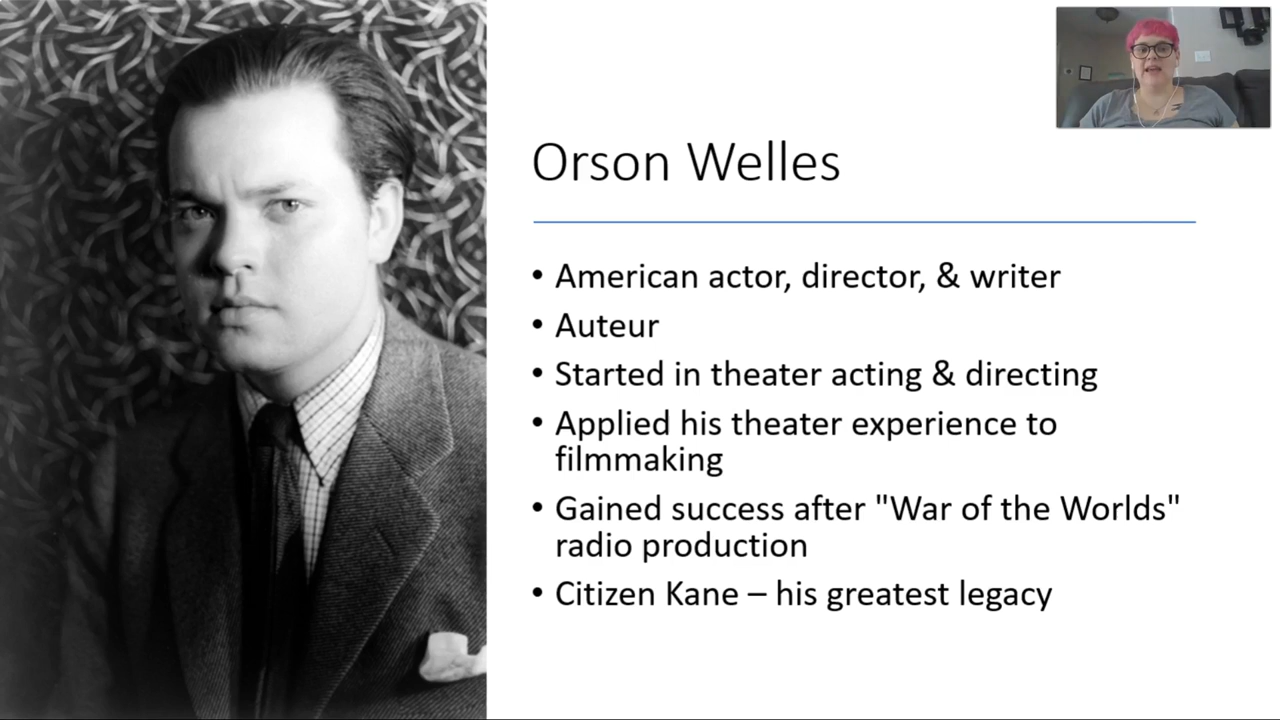 Orson Welles
• American actor, director, & writer
• Auteur
• Started in theater acting & directing
• Applied his theater experience to
filmmaking
• Gained success after "War of the Worlds"
radio production
• Citizen Kane – his greatest legacy